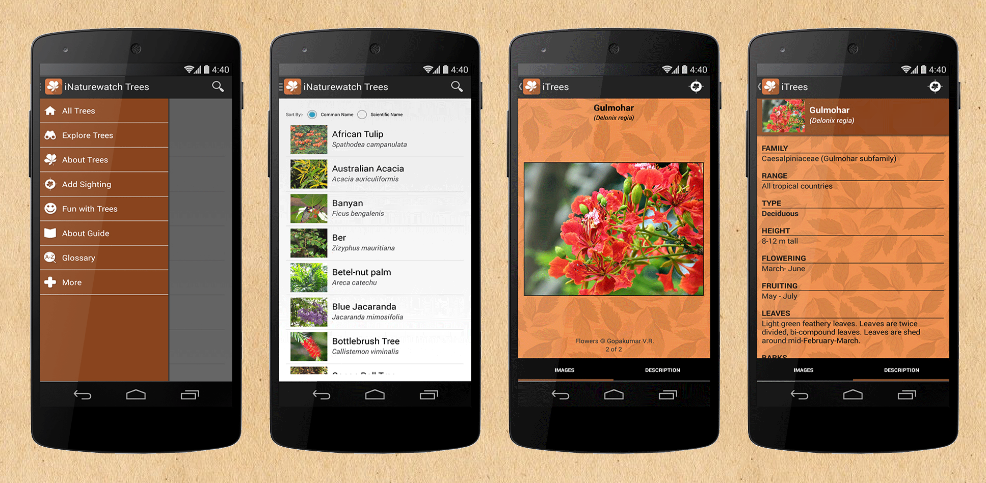 4:40
iNaturewatch Trees
All Trees
Explore Trees
About Trees
Add Sighting
Fun with Trees
About Guide
A-Z
Glossary
More
4:40
iNaturewatch Trees
Sort By:- Common Name Scientific Name
African Tulip
Spathodea campanulata
Australian Acacia
Acacia auriculiformis
Banyan
Ficus bengalenis
Ber
Zizyphus mauritiana
Betel-nut palm
Areca catechu
Blue Jacaranda
Jacaranda mimosifolia
Bottlebrush Tree
Callistemon viminalis
4:40
iTrees
Gulmohar
(Delonix regia)
Flowers @ Gopakumar V.R.
2 of 2
IMAGES DESCRIPTION
4:40
iTrees
Gulmohar
(Delonix regia)
FAMILY
Caesalpiniaceae (Gulmohar subfamily)
RANGE
All tropical countries
TYPE
Deciduous
HEIGHT
8-12 m tall
FLOWERING
March- June
FRUITING
May - July
LEAVES
Light green feathery leaves. Leaves are twice
divided, bi-compound leaves. Leaves are shed
around mid-February-March.
IMAGES DESCRIPTION